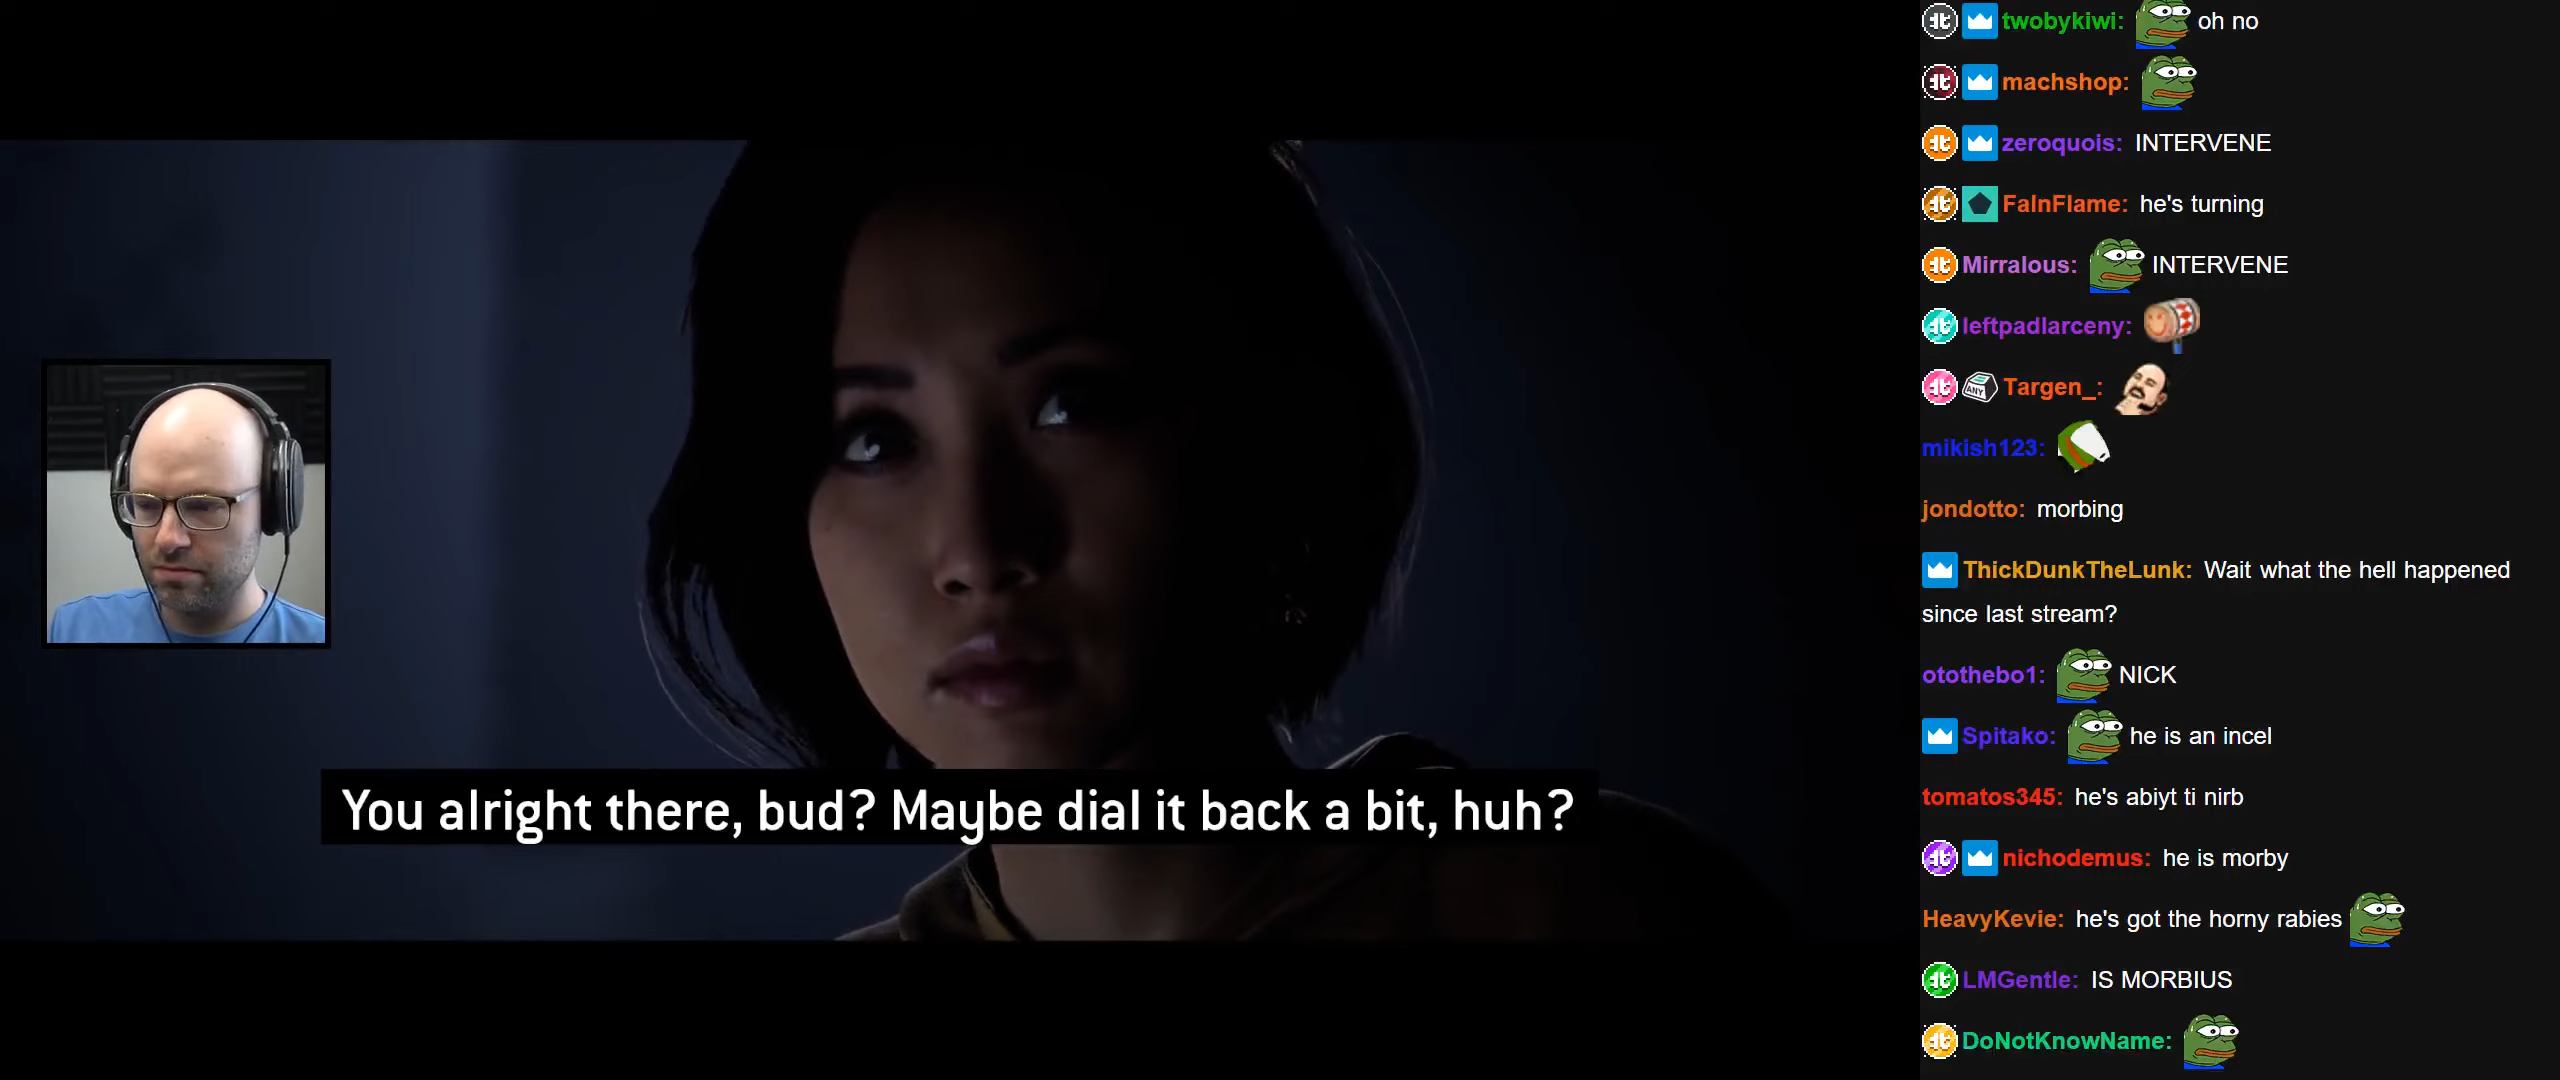 twobykiwi: oh no
machshop:
zeroquois: INTERVENE
FalnFlame: he's turning
Mirralous: INTERVENE
leftpadlarceny:
ANY
Targen_:
mikish123:
jondotto: morbing
ThickDunkTheLunk: Wait what the hell happened
since last stream?
otothebo1: NICK
Spitako: he is an incel
You alright there, bud? Maybe dial it back a bit, huh?
tomatos345: he's abiyt ti nirb
nichodemus: he is morby
HeavyKevie: he's got the horny rabies
LMGentle: IS MORBIUS
DoNotKnowName: